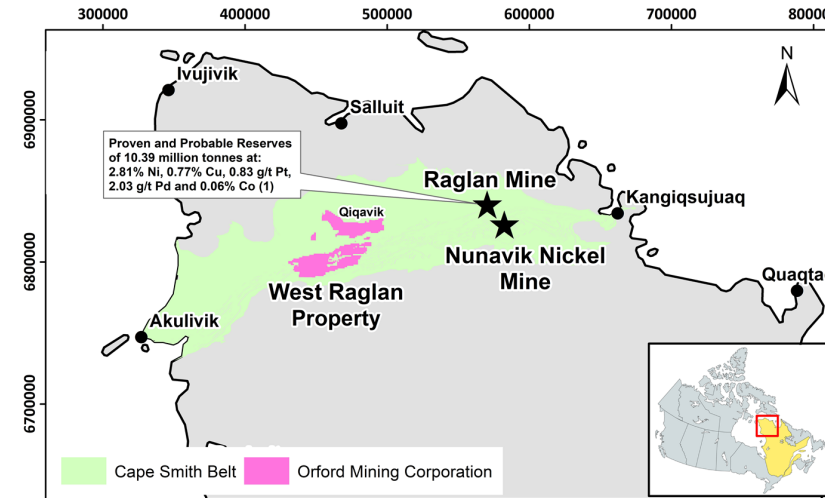 300000 400000 500000 600000 700000
N
Ivujivik
Salluit
6900000
Proven and Probable Reserves
of 10.39 million tonnes at:
2.81% Ni, 0.77% Cu, 0.83 g/t Pt,
2.03 g/t Pd and 0.06% Co (1)
Raglan Mine
Kangiqsujuaq
Qiqavik
6800000
Nunavik Nickel
Mine
Quaqta
West Raglan
Property
Akulivik
6700000
Cape Smith Belt
Orford Mining Corporation